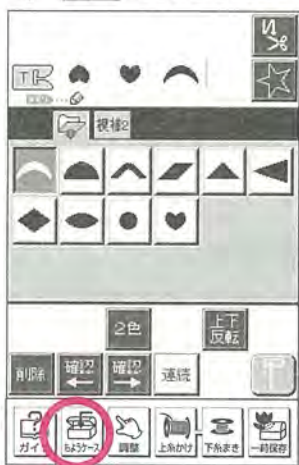 模様2
2色
上下
反転
削除
確認
確認
連続
ガイド
もようケース
調整
上糸かけ
下糸まき
一時保存